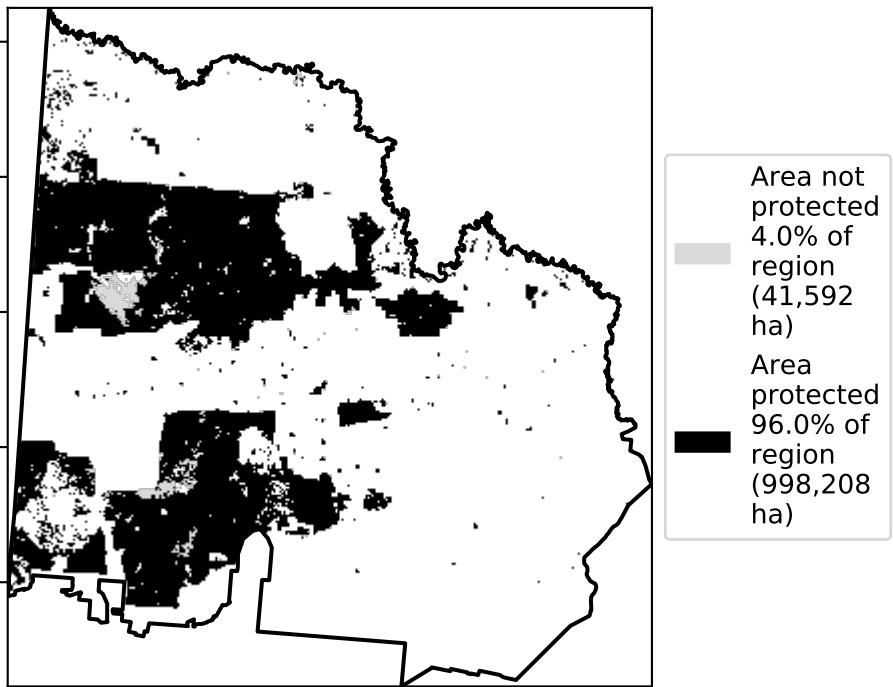 Area not
protected
4.0% of
region
(41,592
ha)
Area
protected
96.0% of
region
(998,208
ha)